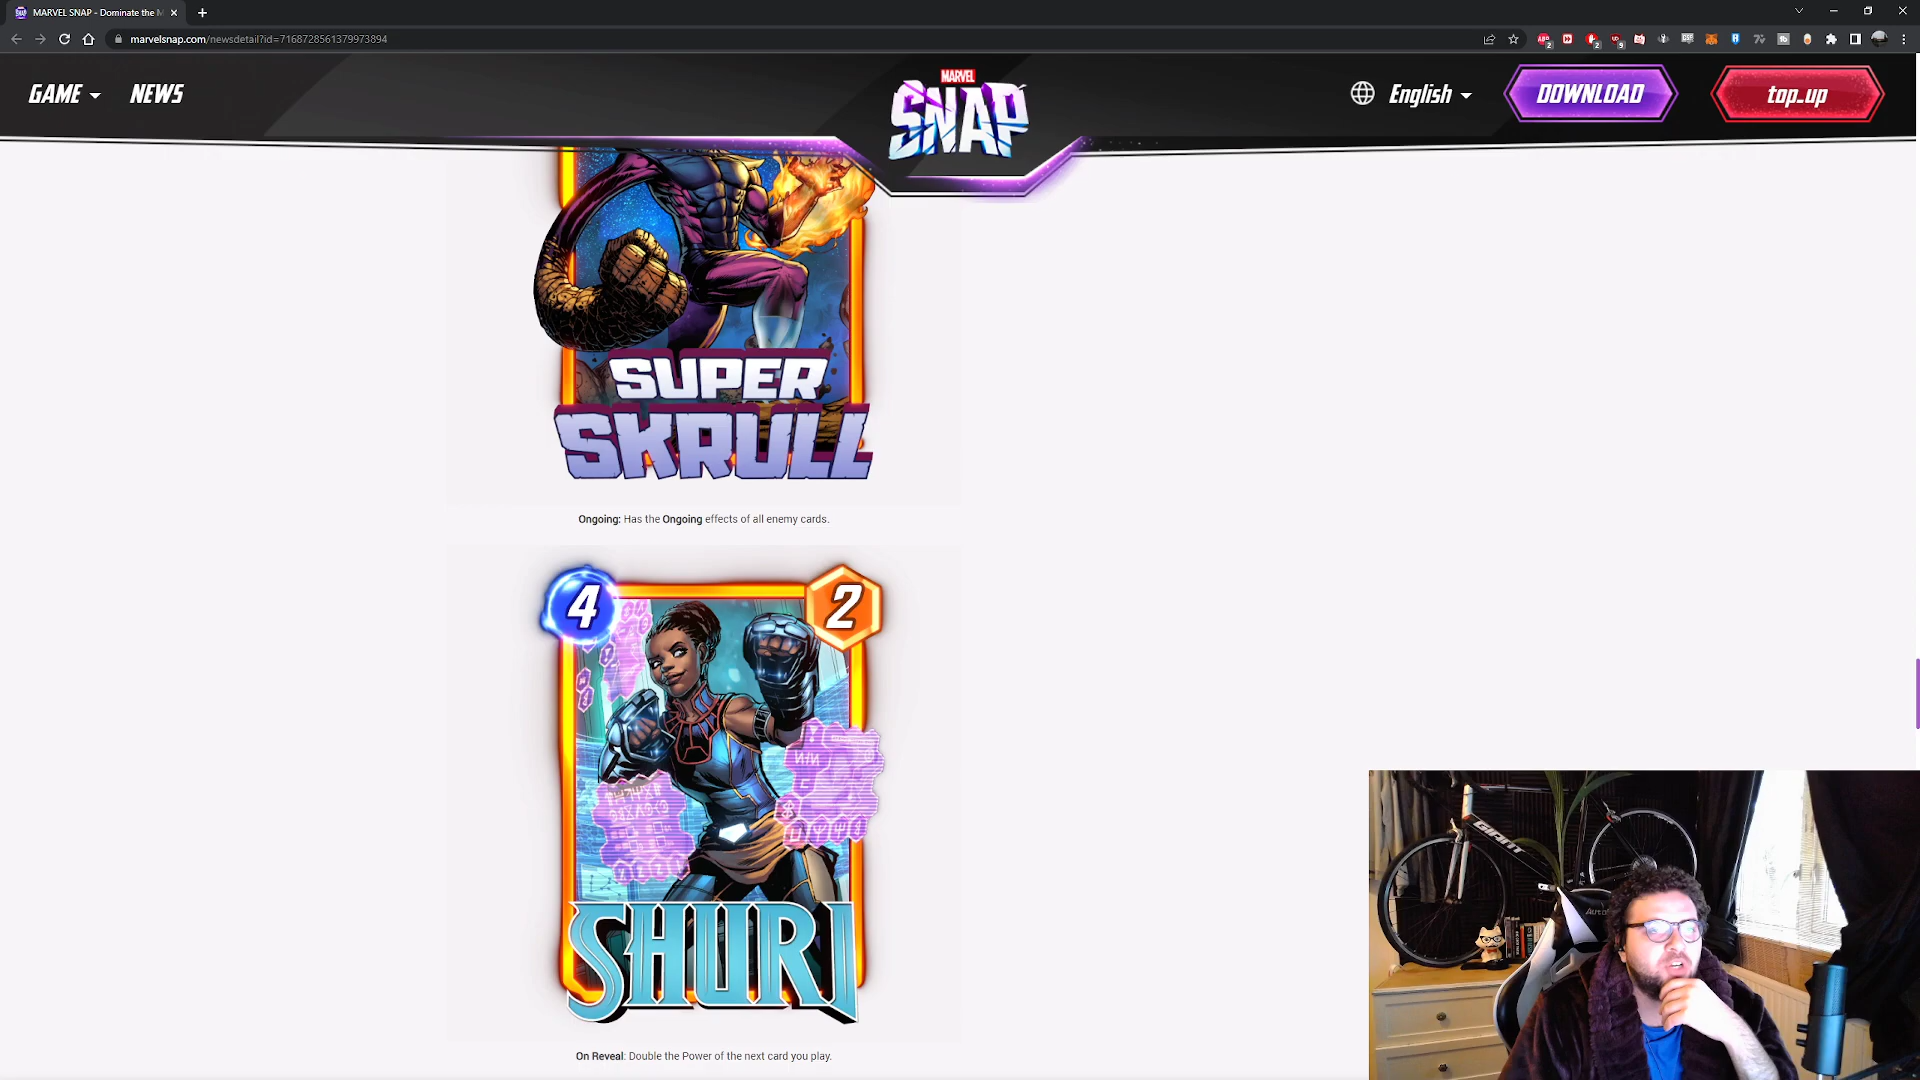 MARVEL SNAP - Dominate the M
marvelsnap.com/newsdetail?id=7168728561379973894
GAME
NEWS
MARVEL
SNAP
English
DOWNLOAD
top_up
SUPER
SKRULL
Ongoing: Has the Ongoing effects of all enemy cards.
4
2
SHURI
On Reveal: Double the Power of the next card you play.
GIANT